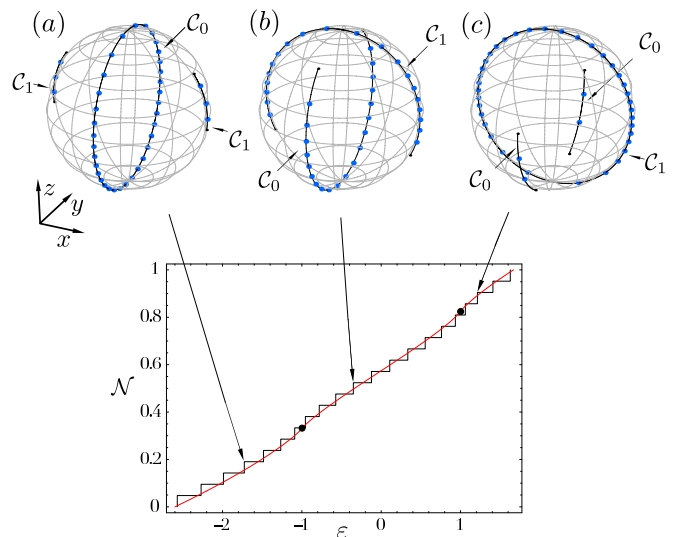 (a) (b) (c)
C₀ C₁ C₀
C₁ C₁ C₀ C₀ C₁
z y x
1
0.8
0.6
𝒩
0.4
0.2
0
−2 −1 0 1
ε